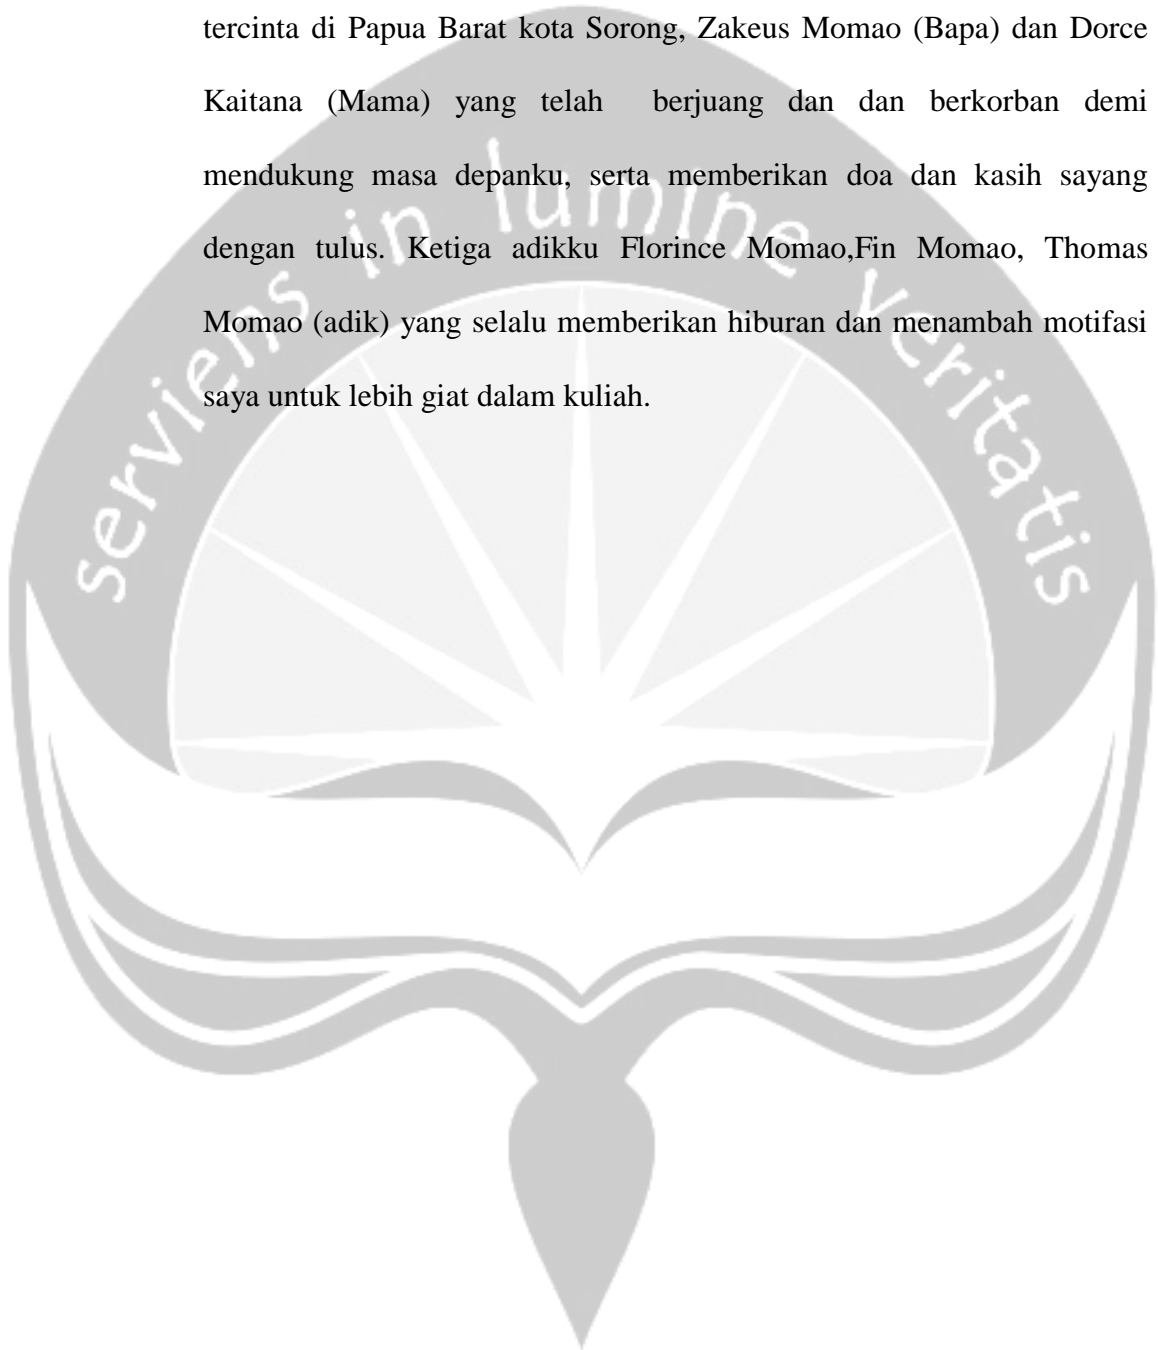 tercinta di Papua Barat kota Sorong, Zakeus Momao (Bapa) dan Dorce
Kaitana (Mama) yang telah berjuang dan dan berkorban demi
mendukung masa depanku, serta memberikan doa dan kasih sayang
dengan tulus. Ketiga adikku Florince Momao,Fin Momao, Thomas
Momao (adik) yang selalu memberikan hiburan dan menambah motifasi
saya untuk lebih giat dalam kuliah.
serviens in lumine veritatis